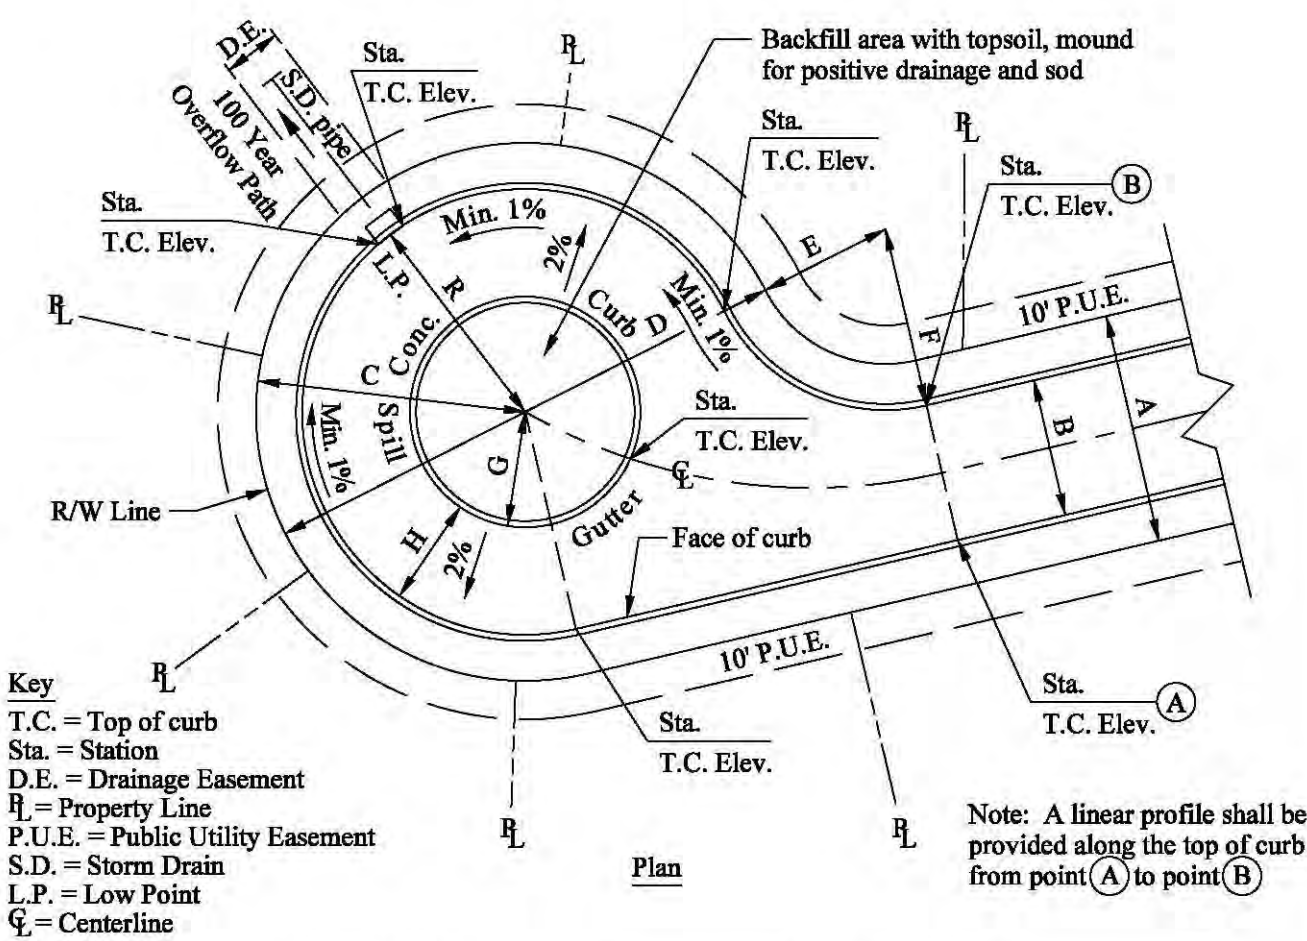 D.E.
S.D. pipe
100 Year
Overflow Path
Sta.
T.C. Elev.
PL
Backfill area with topsoil, mound
for positive drainage and sod
Sta.
T.C. Elev.
PL
Sta.
T.C. Elev.
B
Sta.
T.C. Elev.
Min. 1%
2%
L.P.
R
E
PL
Conc.
Curb
D
Min. 1%
F
10' P.U.E.
C
Spill
Min. 1%
Sta.
T.C. Elev.
B
A
G
CL
R/W Line
H
2%
Gutter
Face of curb
10' P.U.E.
PL
Sta.
T.C. Elev.
A
Sta.
T.C. Elev.
PL
PL
Key
T.C. = Top of curb
Sta. = Station
D.E. = Drainage Easement
PL = Property Line
P.U.E. = Public Utility Easement
S.D. = Storm Drain
L.P. = Low Point
CL = Centerline
Plan
Note: A linear profile shall be
provided along the top of curb
from point A to point B